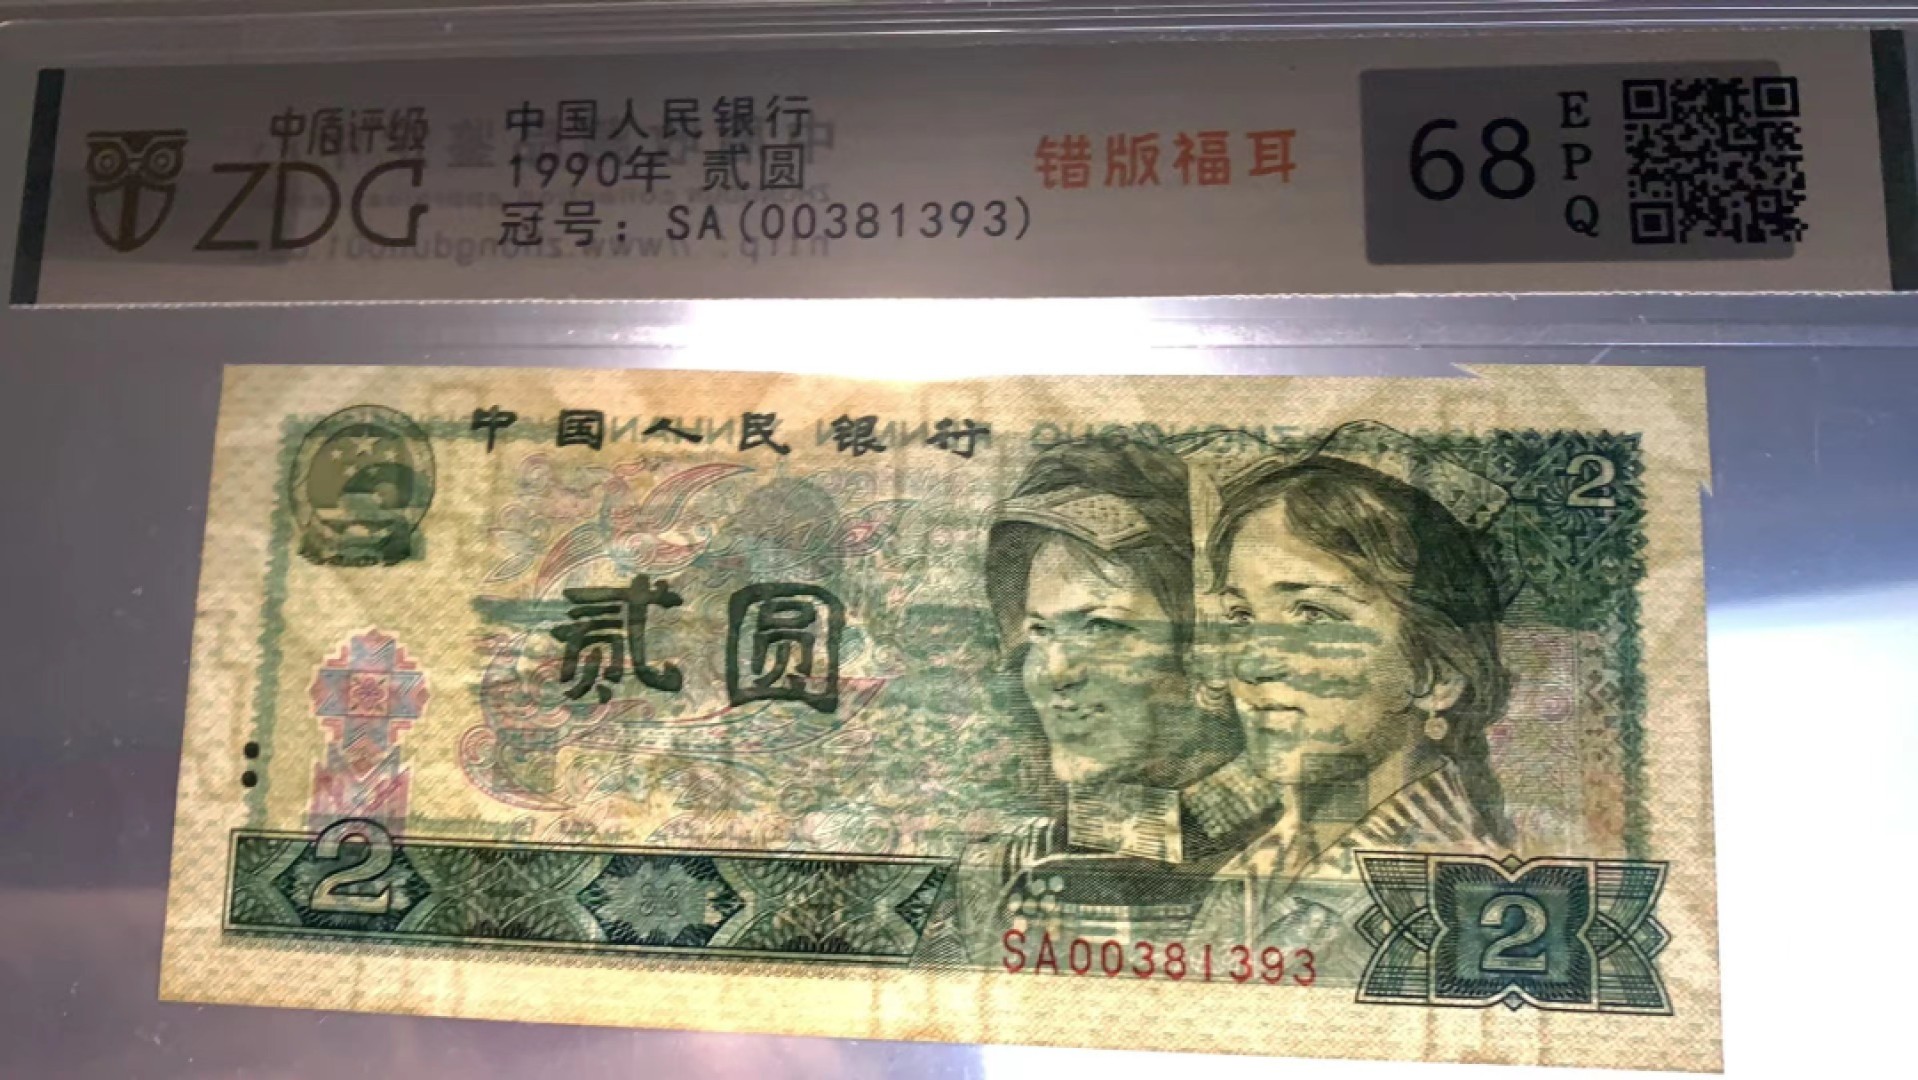 中盾评级
ZDG
中国人民银行
1990年 贰圆
冠号：SA(00381393)
错版福耳
68
EPQ
中国人民银行
2
贰圆
2
SA00381393
2